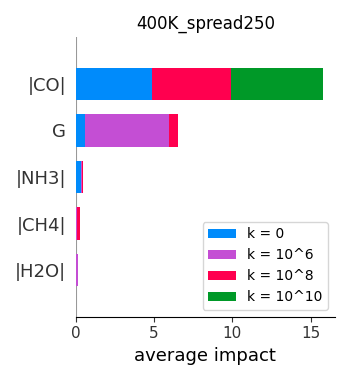 400K_spread250
|CO|
G
|NH3|
|CH4|
|H2O|
k = 0
k = 10^6
k = 10^8
k = 10^10
0 5 10 15
average impact